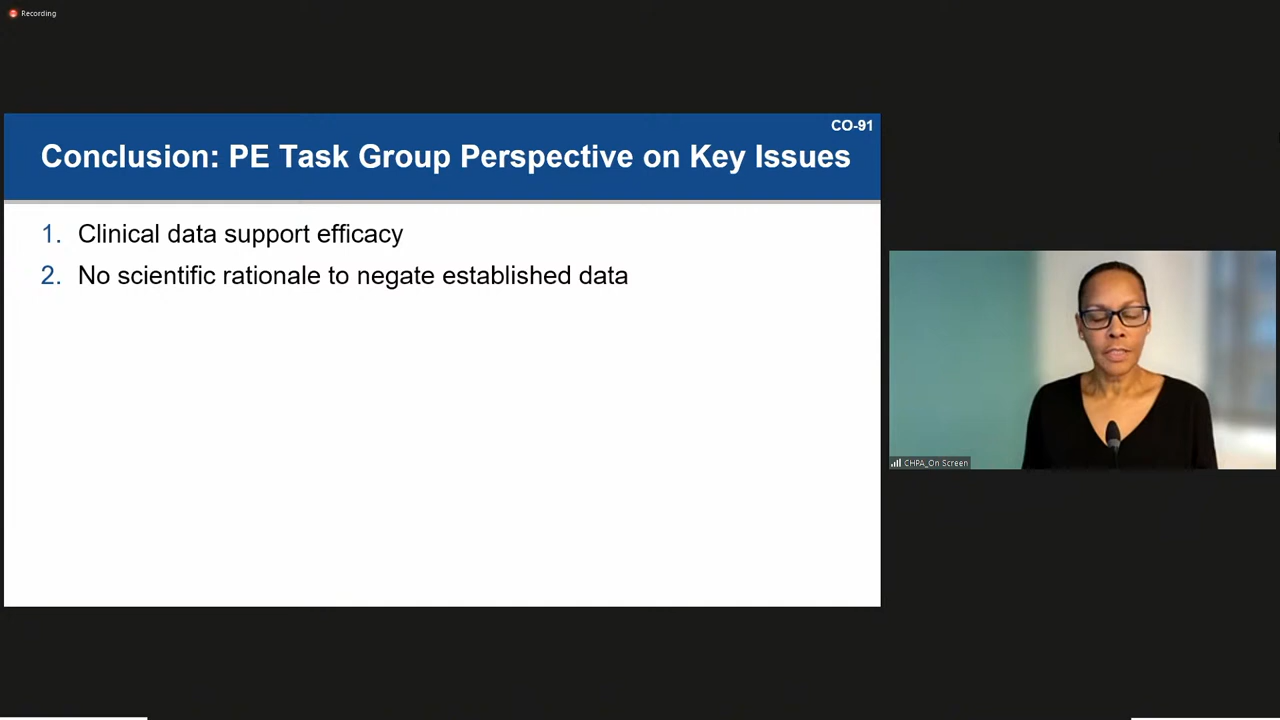 Recording
CO-91
Conclusion: PE Task Group Perspective on Key Issues
1. Clinical data support efficacy
2. No scientific rationale to negate established data
CHPA_On Screen